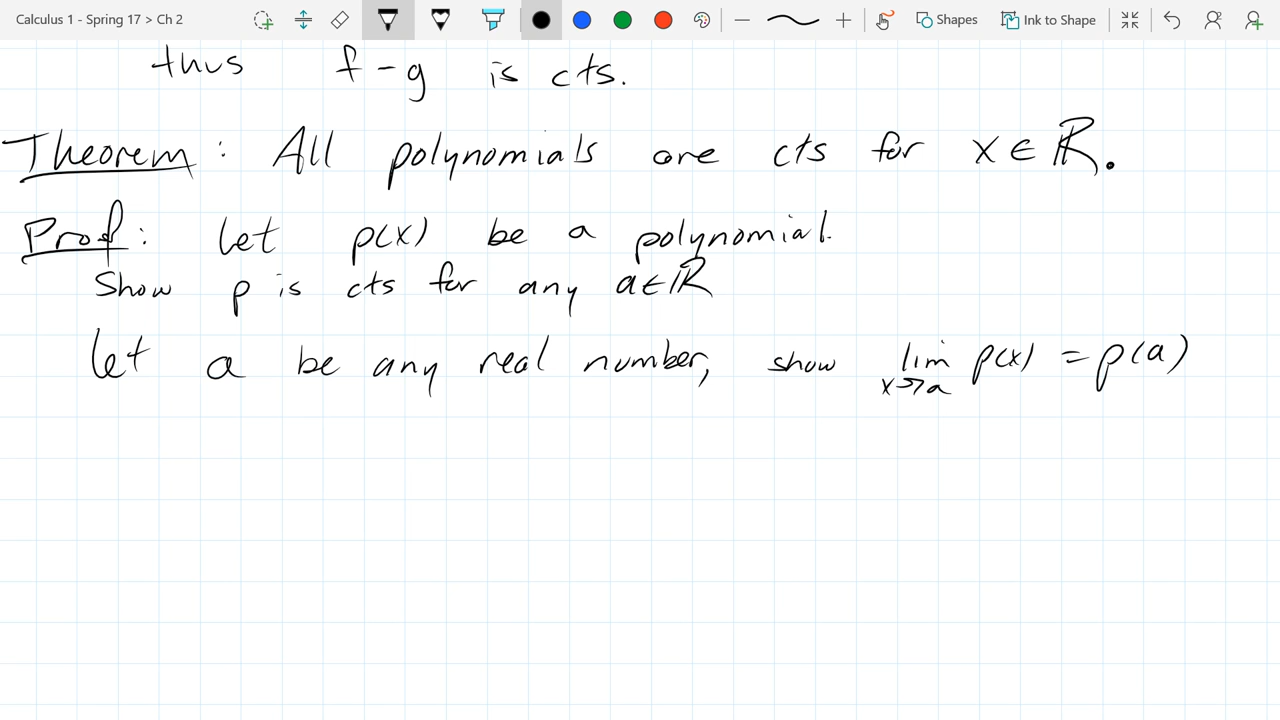 Calculus 1 - Spring 17 > Ch 2
Shapes
Ink to Shape
thus f - g is cts.
Theorem: All polynomials are cts for x ∈ ℝ.
Proof: Let p(x) be a polynomial.
Show p is cts for any a ∈ ℝ
Let a be any real number, show lim p(x) = p(a)
x→a